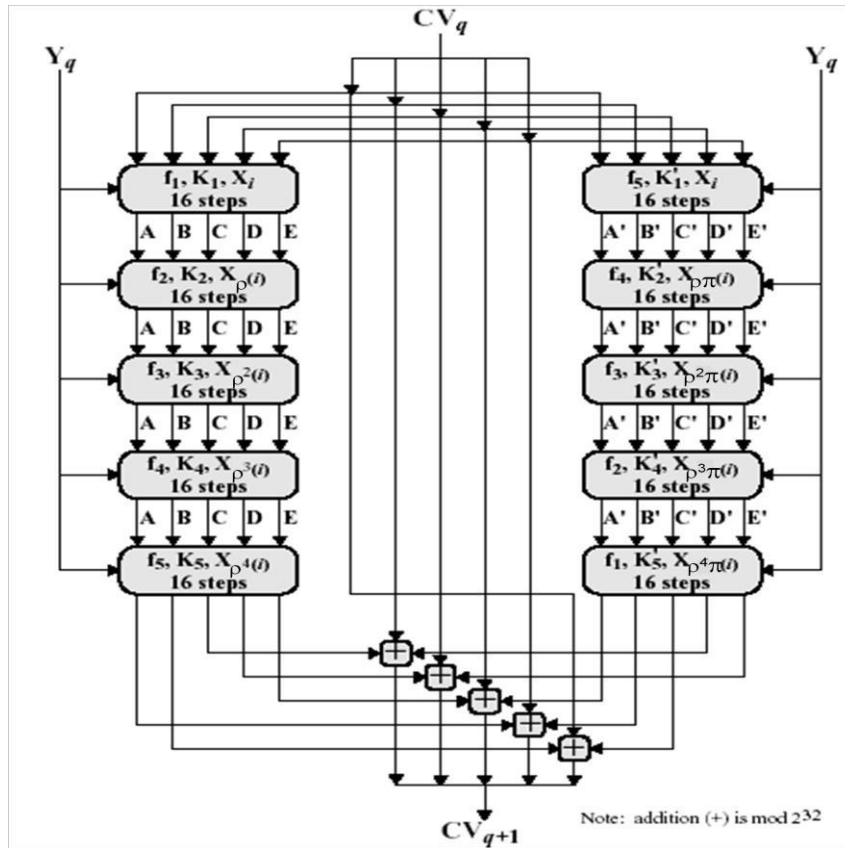 CVq
Yq Yq
f1, K1, Xi
16 steps
f5, K'1, Xi
16 steps
A B C D E
A' B' C' D' E'
f2, K2, Xρ(i)
16 steps
f4, K'2, Xρπ(i)
16 steps
A B C D E
A' B' C' D' E'
f3, K3, Xρ²(i)
16 steps
f3, K'3, Xρ²π(i)
16 steps
A B C D E
A' B' C' D' E'
f4, K4, Xρ³(i)
16 steps
f2, K'4, Xρ³π(i)
16 steps
A B C D E
A' B' C' D' E'
f5, K5, Xρ⁴(i)
16 steps
f1, K'5, Xρ⁴π(i)
16 steps
+
+
+
+
+
CVq+1
Note: addition (+) is mod 2³²